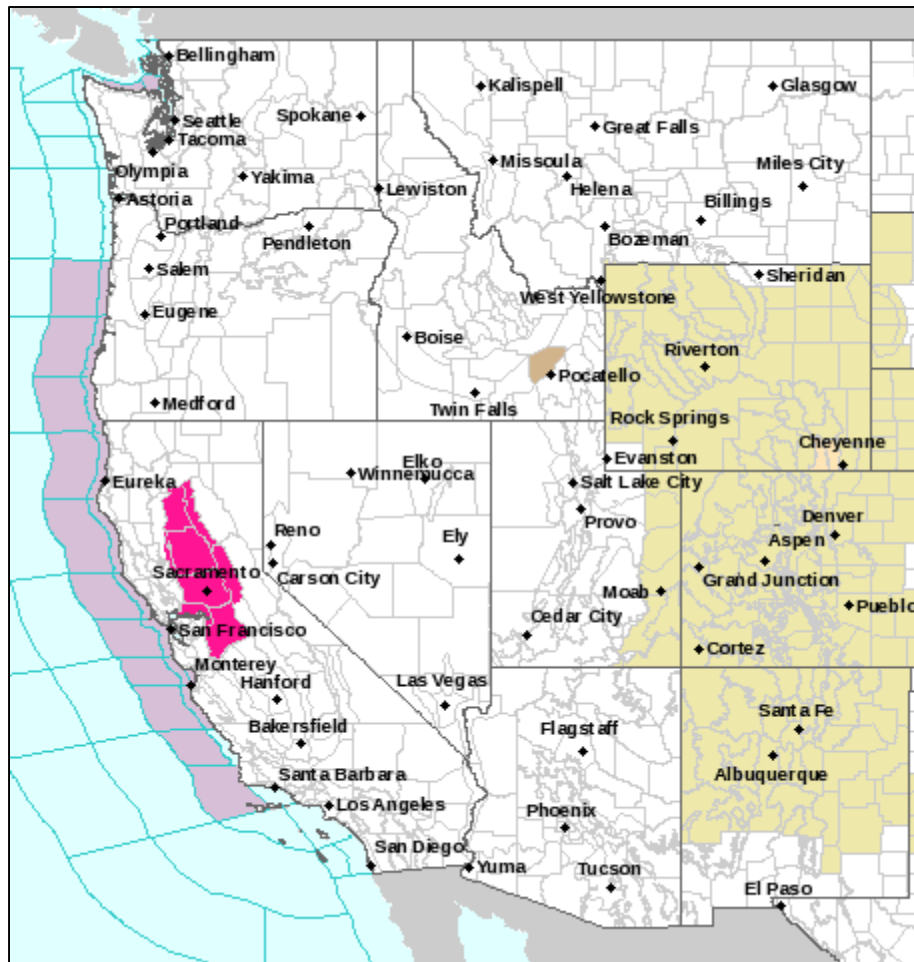 Bellingham
Kalispell
Glasgow
Seattle
Spokane
Great Falls
Tacoma
Missoula
Miles City
Olympia
Yakima
Lewiston
Helena
Astoria
Billings
Portland
Pendleton
Bozeman
Salem
Sheridan
West Yellowstone
Eugene
Boise
Riverton
Pocatello
Medford
Twin Falls
Rock Springs
Cheyenne
Elko
Evanston
Eureka
Winnemucca
Salt Lake City
Provo
Denver
Reno
Ely
Aspen
Sacramento
Carson City
Grand Junction
Moab
Pueblo
San Francisco
Cedar City
Cortez
Monterey
Hanford
Las Vegas
Santa Fe
Bakersfield
Flagstaff
Albuquerque
Santa Barbara
Los Angeles
Phoenix
San Diego
Yuma
Tucson
El Paso